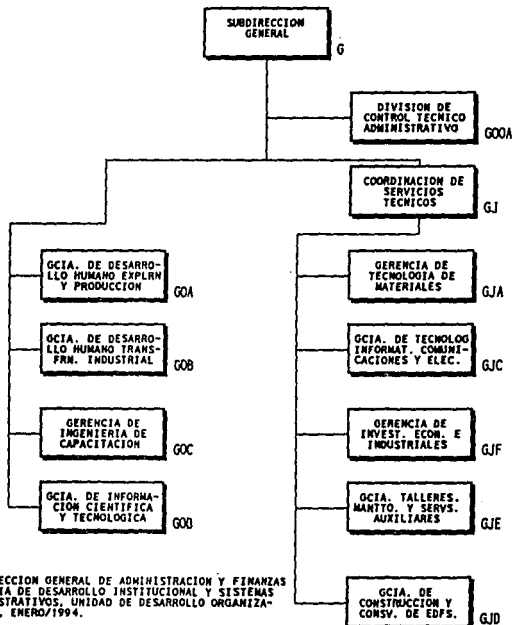 SUBDIRECCION
GENERAL
G
DIVISION DE
CONTROL TECNICO
ADMINISTRATIVO
GOOA
COORDINACION DE
SERVICIOS
TECNICOS
GJ
GCIA. DE DESARRO-
LLO HUMANO EXPLRN
Y PRODUCCION
GOA
GCIA. DE DESARRO-
LLO HUMANO TRANS-
FRN. INDUSTRIAL
GOB
GERENCIA DE
INGENIERIA DE
CAPACITACION
GOC
GCIA. DE INFORMA-
CION CIENTIFICA
Y TECNOLOGICA
GOD
GERENCIA DE
TECNOLOGIA DE
MATERIALES
GJA
GCIA. DE TECNOLOG
INFORMAT. COMUNI-
CACIONES Y ELEC.
GJC
GERENCIA DE
INVEST. ECON. E
INDUSTRIALES
GJF
GCIA. TALLERES.
MANTTO. Y SERVS.
AUXILIARES
GJE
GCIA. DE
CONSTRUCCION Y
CONSV. DE EDFS.
GJD
ECCION GENERAL DE ADMINISTRACION Y FINANZAS
IA DE DESARROLLO INSTITUCIONAL Y SISTEMAS
STRATIVOS, UNIDAD DE DESARROLLO ORGANIZA-
, ENERO/1994.